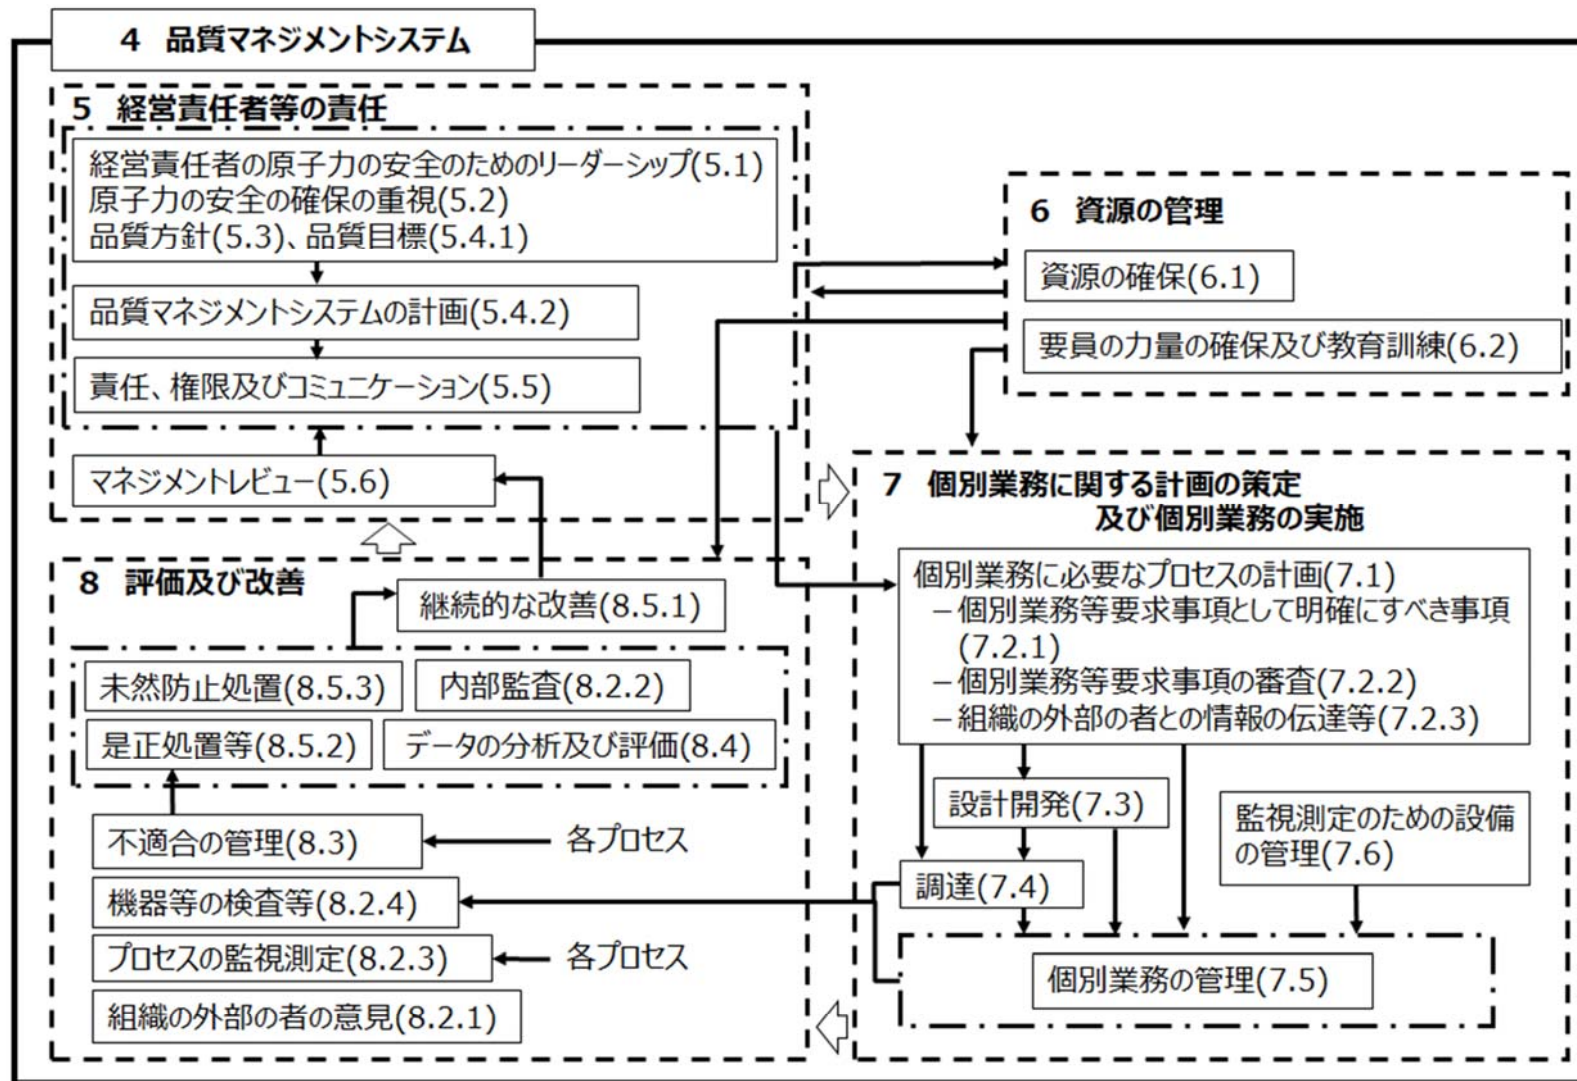 4 品質マネジメントシステム
5 経営責任者等の責任
経営責任者の原子力の安全のためのリーダーシップ(5.1)
原子力の安全の確保の重視(5.2)
品質方針(5.3)、品質目標(5.4.1)
品質マネジメントシステムの計画(5.4.2)
責任、権限及びコミュニケーション(5.5)
マネジメントレビュー(5.6)
6 資源の管理
資源の確保(6.1)
要員の力量の確保及び教育訓練(6.2)
7 個別業務に関する計画の策定
及び個別業務の実施
個別業務に必要なプロセスの計画(7.1)
－個別業務等要求事項として明確にすべき事項
(7.2.1)
－個別業務等要求事項の審査(7.2.2)
－組織の外部の者との情報の伝達等(7.2.3)
設計開発(7.3)
監視測定のための設備
の管理(7.6)
調達(7.4)
個別業務の管理(7.5)
8 評価及び改善
継続的な改善(8.5.1)
未然防止処置(8.5.3)
内部監査(8.2.2)
是正処置等(8.5.2)
データの分析及び評価(8.4)
不適合の管理(8.3)
各プロセス
機器等の検査等(8.2.4)
プロセスの監視測定(8.2.3)
各プロセス
組織の外部の者の意見(8.2.1)